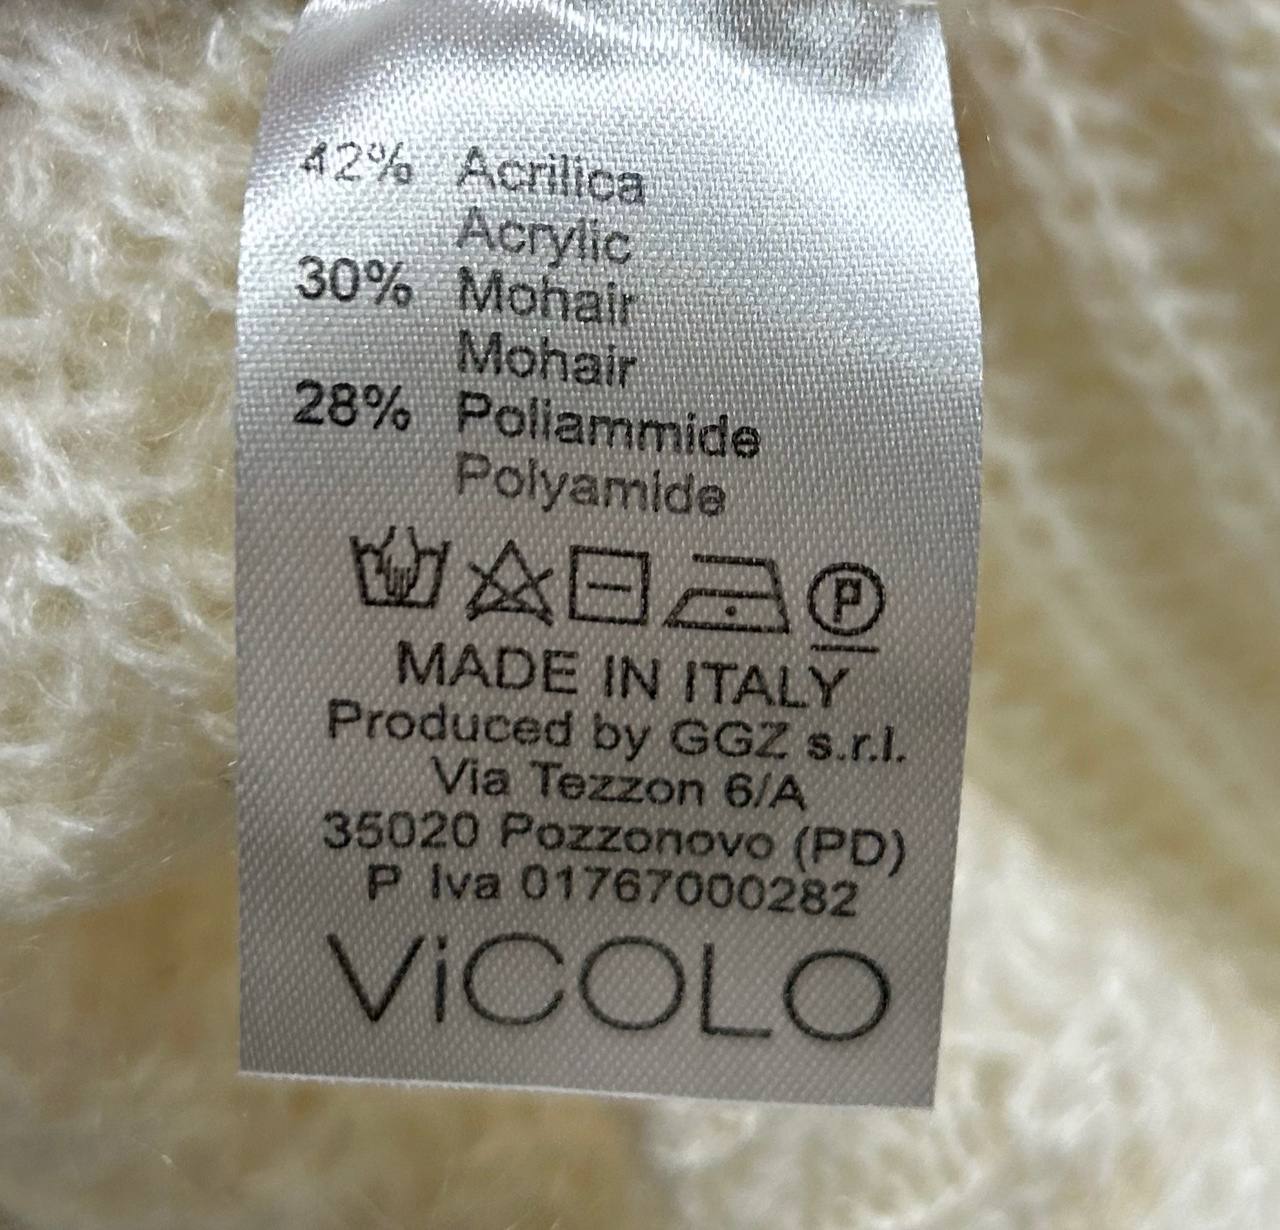 42% Acrilica
Acrylic
30% Mohair
Mohair
28% Poliammide
Polyamide
P
MADE IN ITALY
Produced by GGZ s.r.l.
Via Tezzon 6/A
35020 Pozzonovo (PD)
P Iva 01767000282
ViCOLO